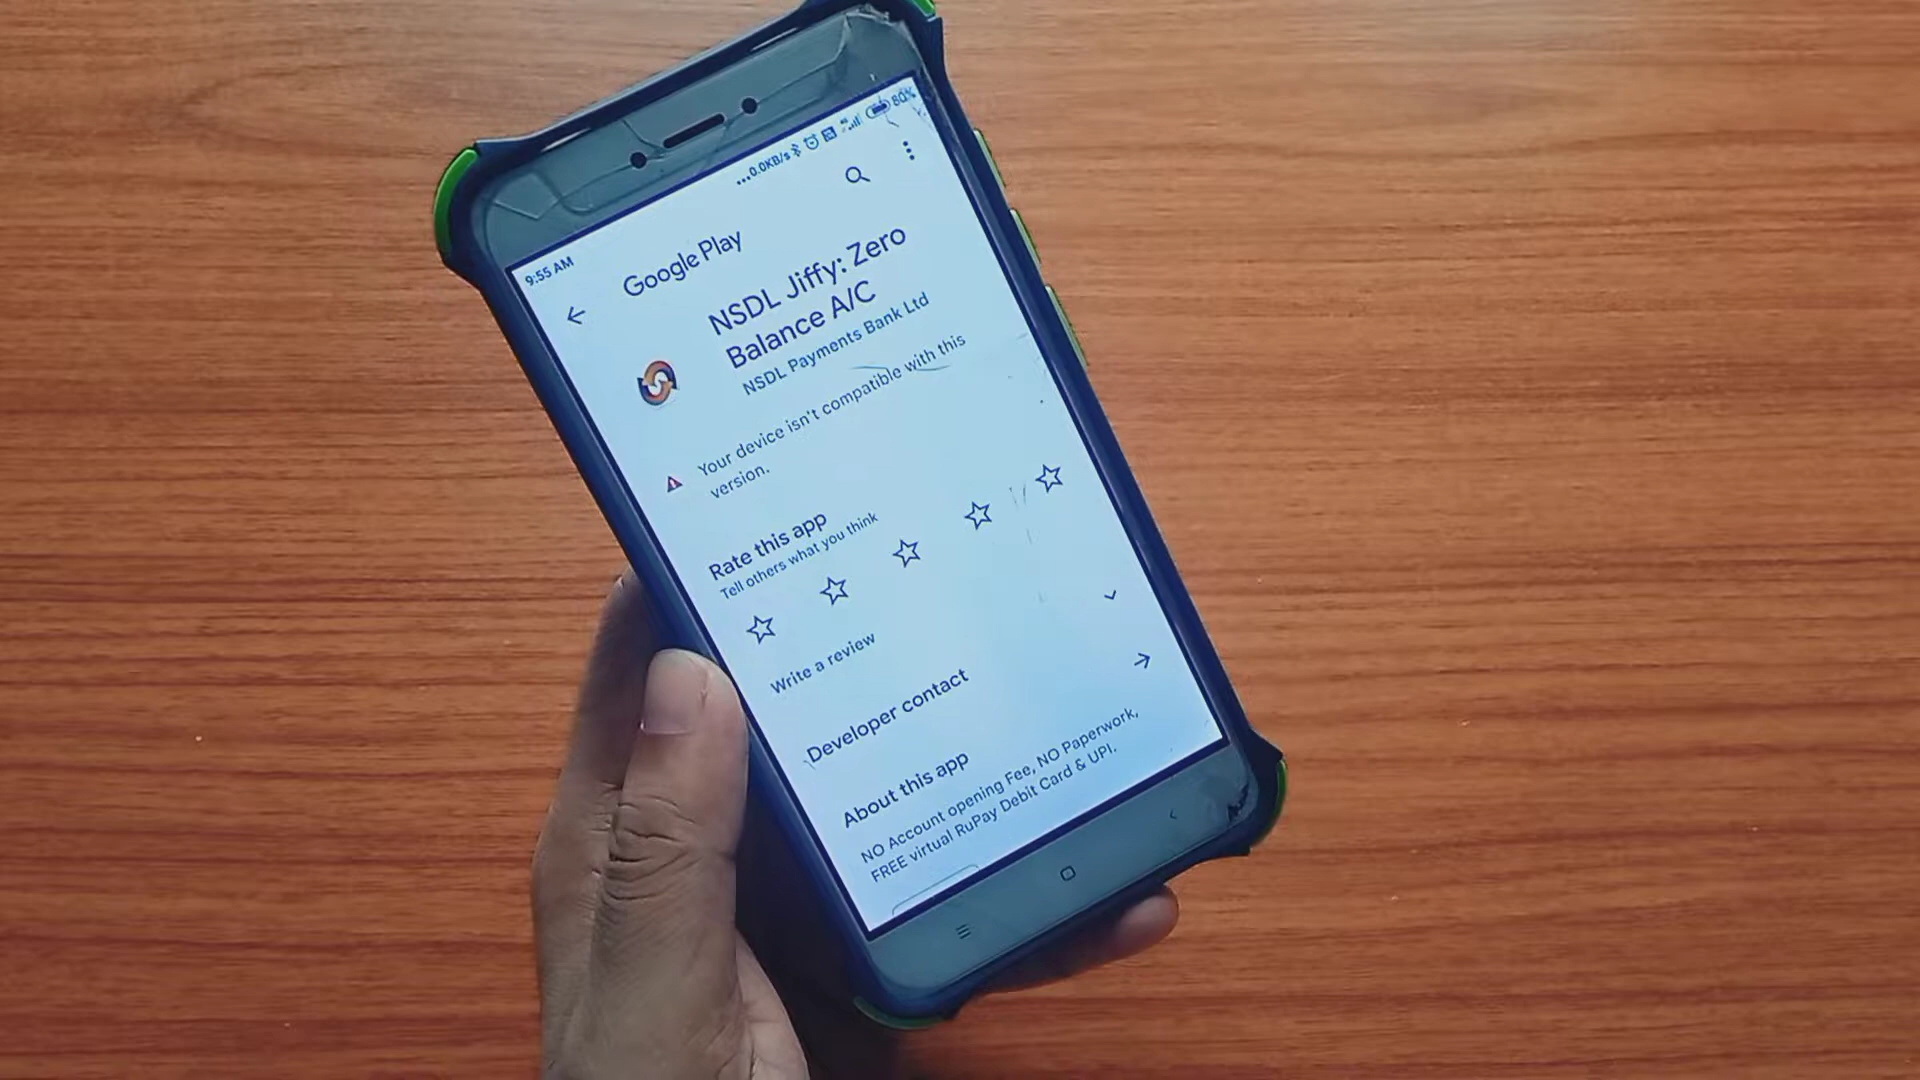 9:55 AM
...0.0KB/s
4G
80%
Google Play
NSDL Jiffy: Zero
Balance A/C
NSDL Payments Bank Ltd
Your device isn't compatible with this
version.
Rate this app
Tell others what you think
Write a review
Developer contact
About this app
NO Account opening Fee, NO Paperwork,
FREE virtual RuPay Debit Card & UPI.